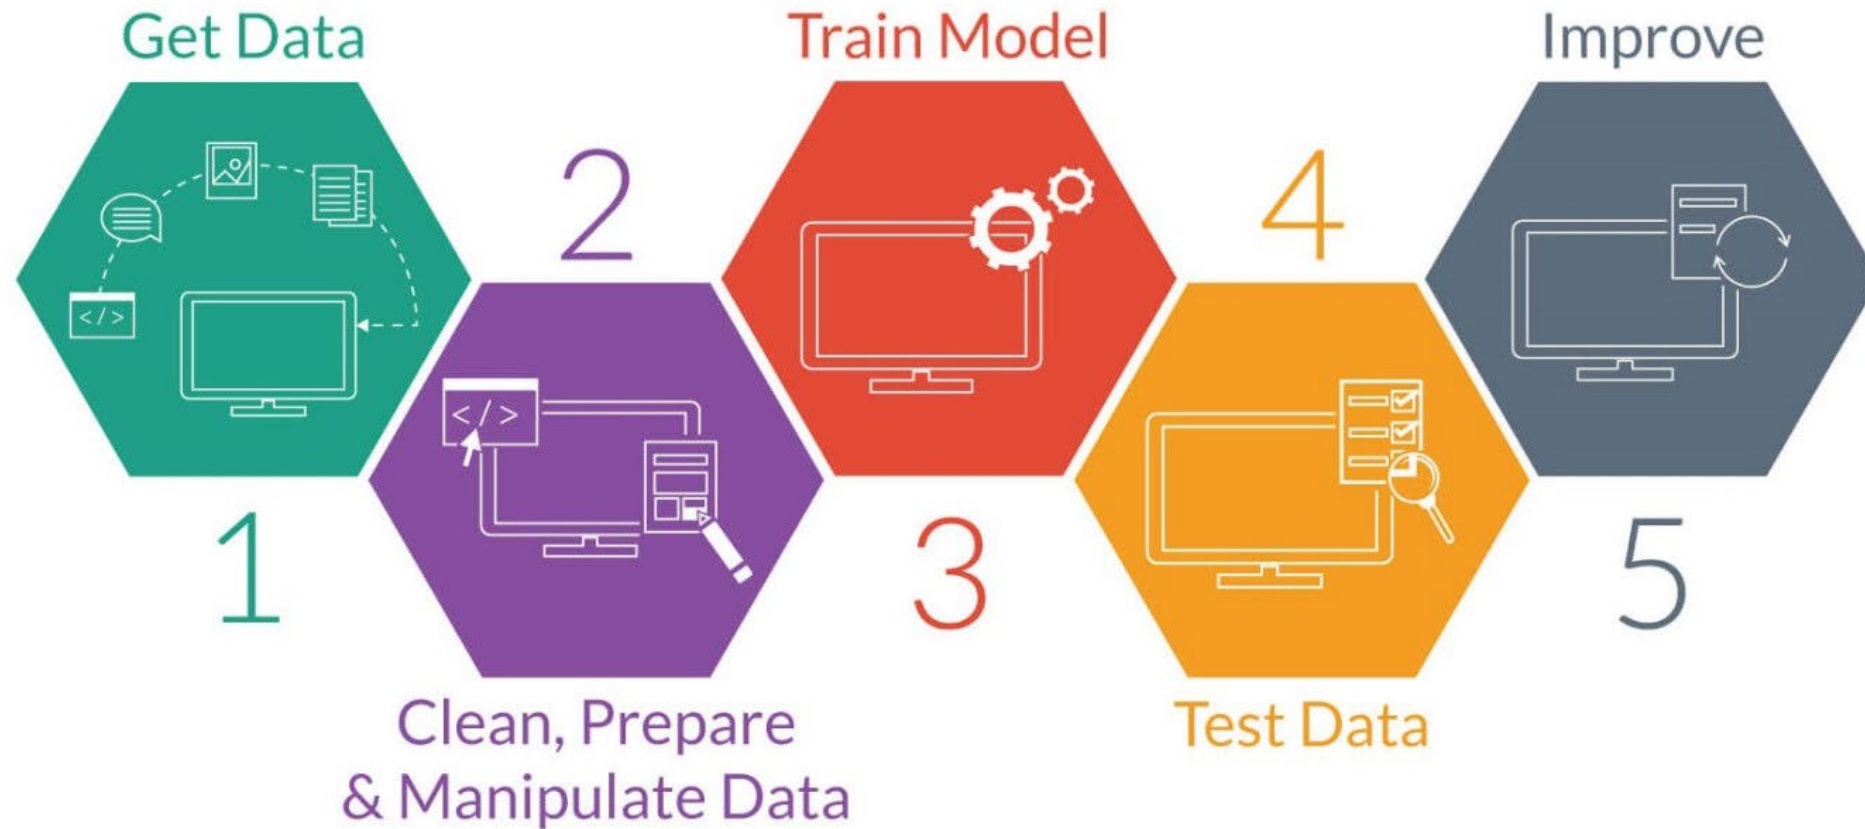 Get Data
</>
1
2
</>
Clean, Prepare
& Manipulate Data
Train Model
3
4
Test Data
Improve
5